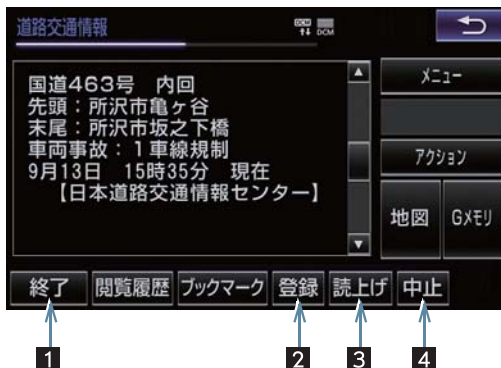 道路交通情報
DCM
DCM
国道463号 内回
先頭：所沢市亀ヶ谷
末尾：所沢市坂之下橋
車両事故：１車線規制
9月13日 15時35分 現在
【日本道路交通情報センター】
メニュー
アクション
地図
Gメモリ
終了
閲覧履歴
ブックマーク
登録
読上げ
中止
1
2
3
4